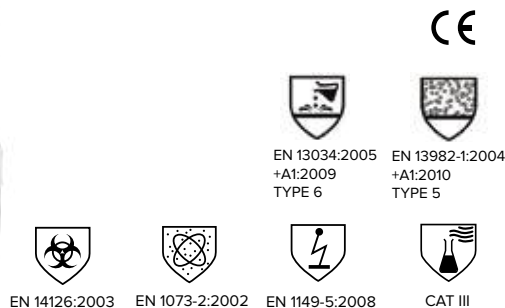 CE
EN 13034:2005 EN 13982-1:2004
+A1:2009 +A1:2010
TYPE 6 TYPE 5
EN 14126:2003 EN 1073-2:2002 EN 1149-5:2008 CAT III